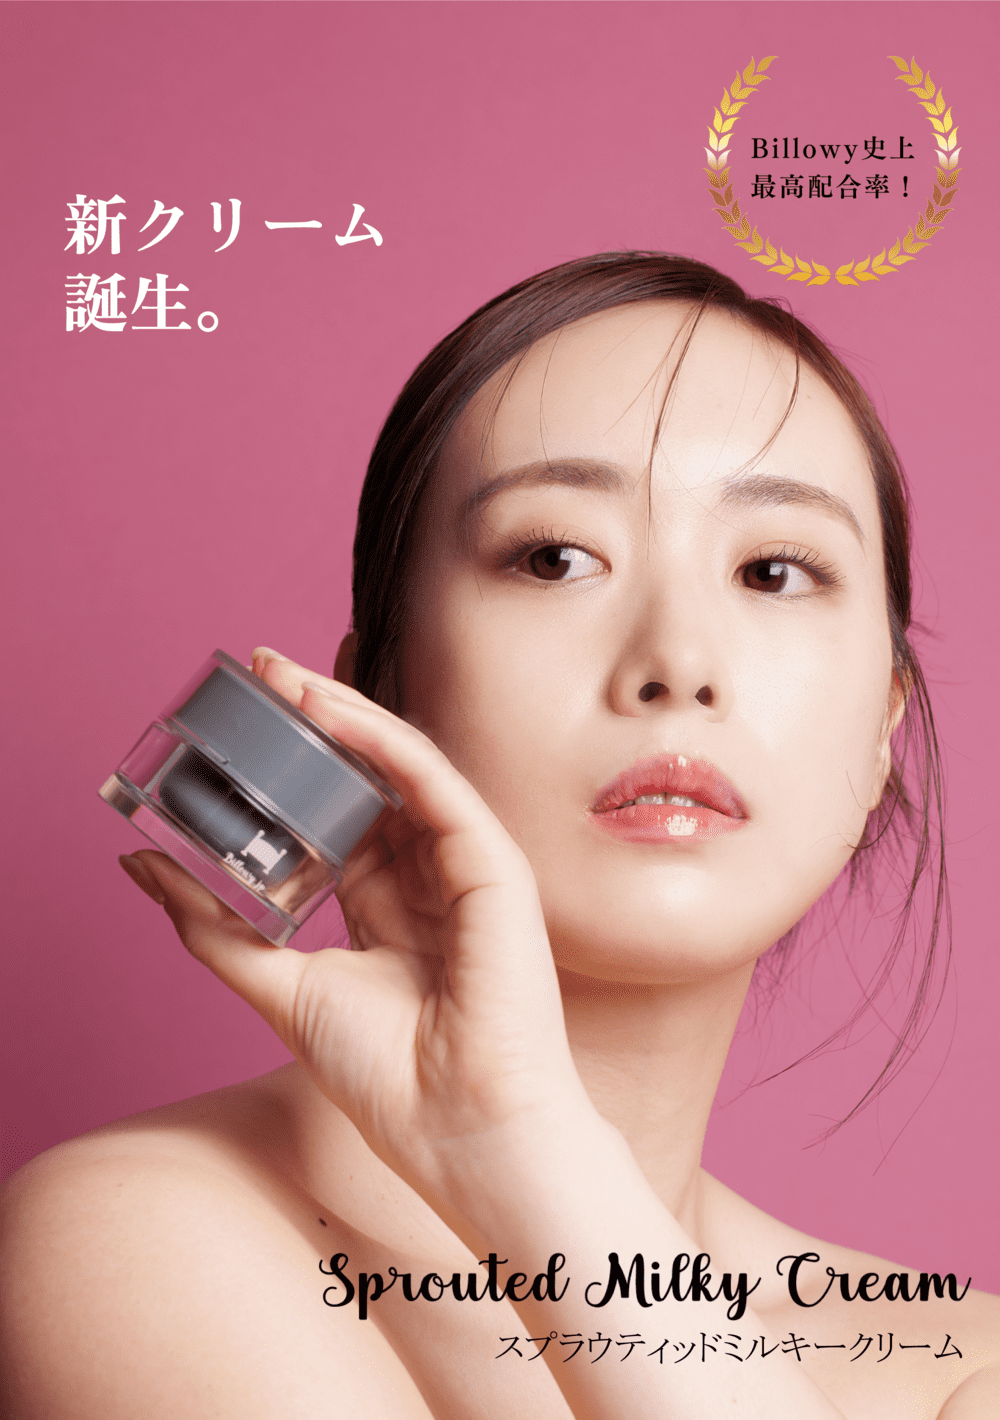 Billowy史上
最高配合率！
新クリーム
誕生。
Billowy
Sprouted Milky Cream
スプラウティッドミルキークリーム